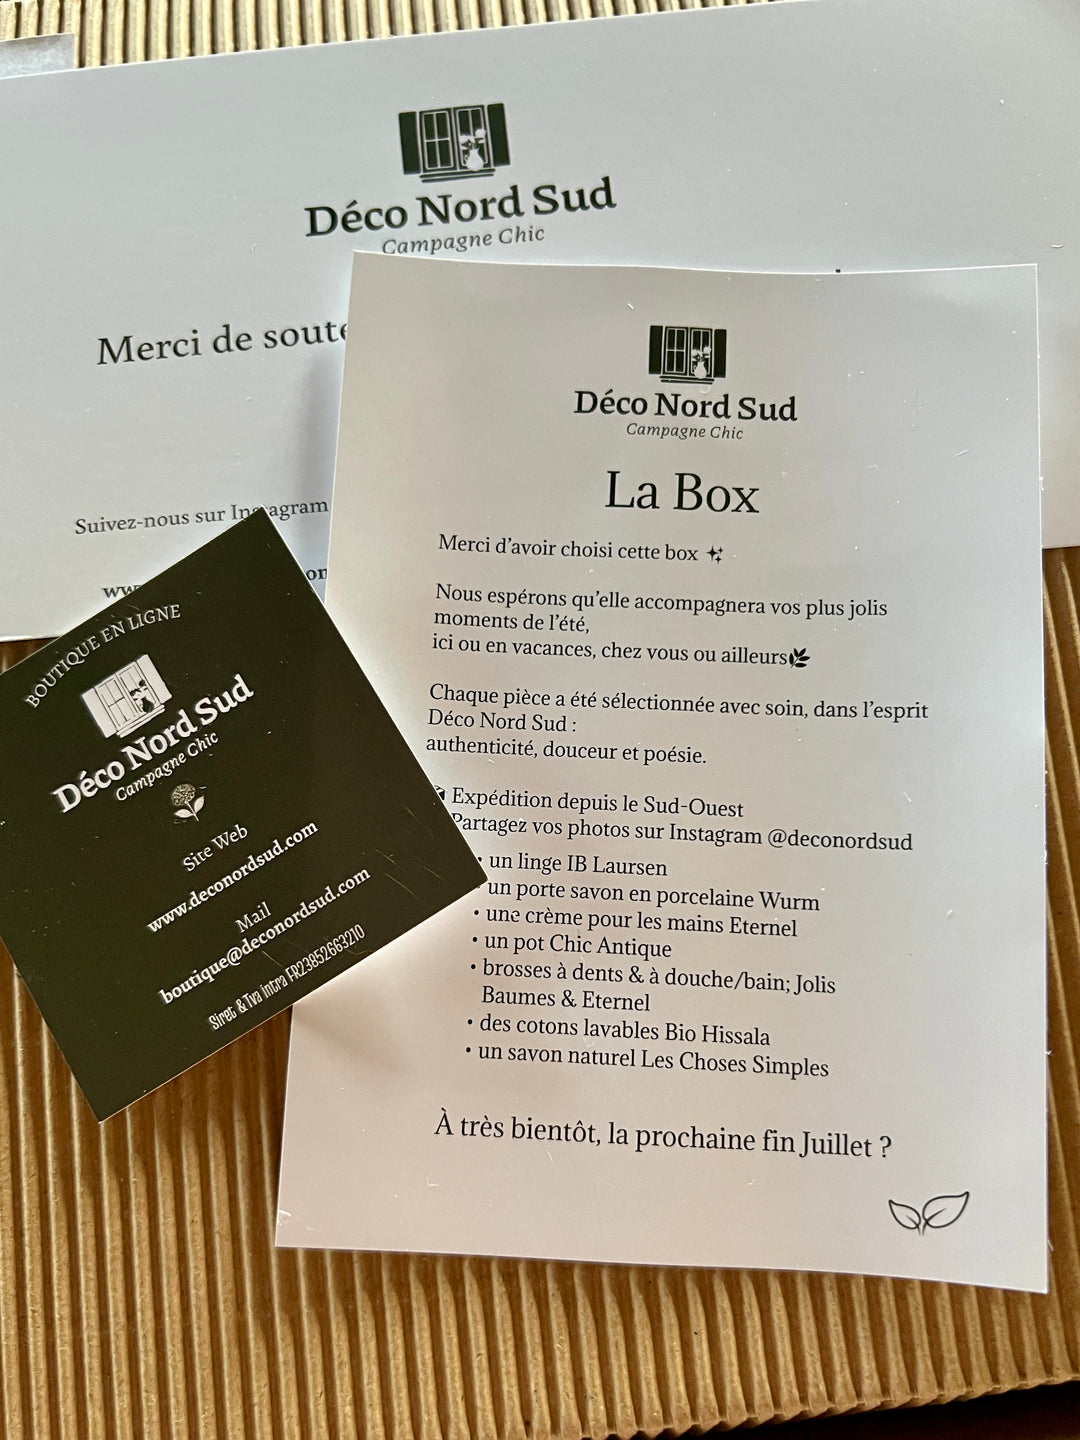 Déco Nord Sud
Campagne Chic
Merci de soute
Suivez-nous sur Instagram
Déco Nord Sud
Campagne Chic
La Box
Merci d'avoir choisi cette box
Nous espérons qu'elle accompagnera vos plus jolis
moments de l'été,
ici ou en vacances, chez vous ou ailleurs
Chaque pièce a été sélectionnée avec soin, dans l'esprit
Déco Nord Sud :
authenticité, douceur et poésie.
Expédition depuis le Sud-Ouest
Partagez vos photos sur Instagram @deconordsud
• un linge IB Laursen
un porte savon en porcelaine Wurm
• une crème pour les mains Eternel
• un pot Chic Antique
• brosses à dents & à douche/bain; Jolis
Baumes & Eternel
• des cotons lavables Bio Hissala
• un savon naturel Les Choses Simples
À très bientôt, la prochaine fin Juillet ?
BOUTIQUE EN LIGNE
Déco Nord Sud
Campagne Chic
Site Web
www.deconordsud.com
Mail
boutique@deconordsud.com
Siret & Tva intra FR23852663210